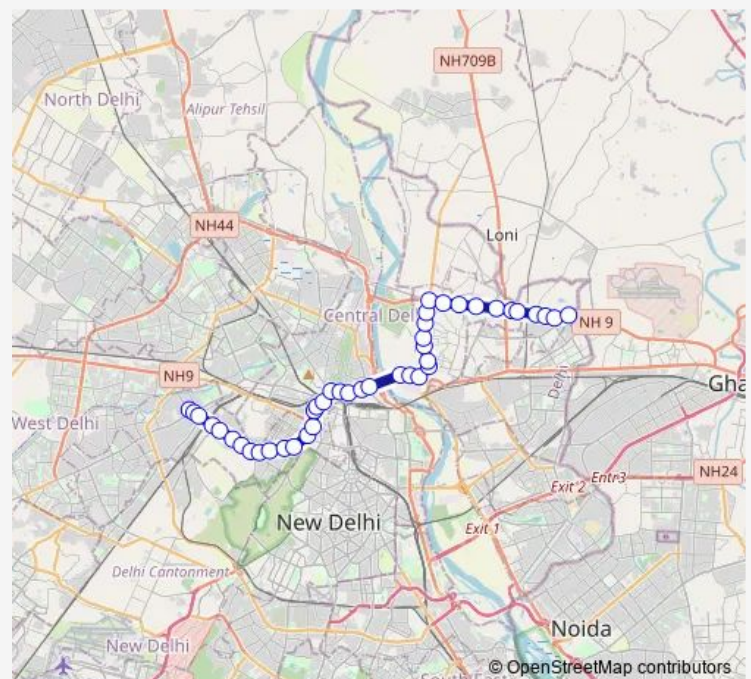 NH709B
North Delhi
Alipur Tehsil
NH44
Loni
Central Del
NH 9
NH9
Delhi
Gha
West Delhi
Exit 2
Entr3
NH24
New Delhi
Exit 1
Delhi Cantonment
Noida
New Delhi
© OpenStreetMap contributors